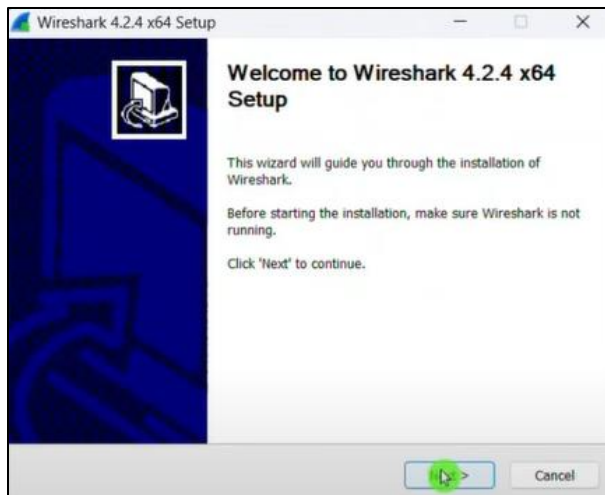 Wireshark 4.2.4 x64 Setup
Welcome to Wireshark 4.2.4 x64
Setup
This wizard will guide you through the installation of
Wireshark.
Before starting the installation, make sure Wireshark is not
running.
Click 'Next' to continue.
Next >
Cancel